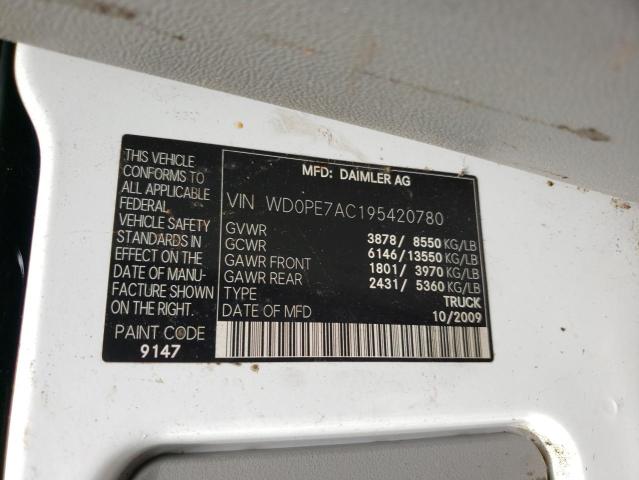 THIS VEHICLE
CONFORMS TO
ALL APPLICABLE
FEDERAL
VEHICLE SAFETY
STANDARDS IN
EFFECT ON THE
DATE OF MANU-
FACTURE SHOWN
ON THE RIGHT.
PAINT CODE
9147
MFD: DAIMLER AG
VIN WD0PE7AC195420780
GVWR 3878/ 8550 KG/LB
GCWR 6146/13550 KG/LB
GAWR FRONT 1801/ 3970 KG/LB
GAWR REAR 2431/ 5360 KG/LB
TYPE TRUCK
DATE OF MFD 10/2009